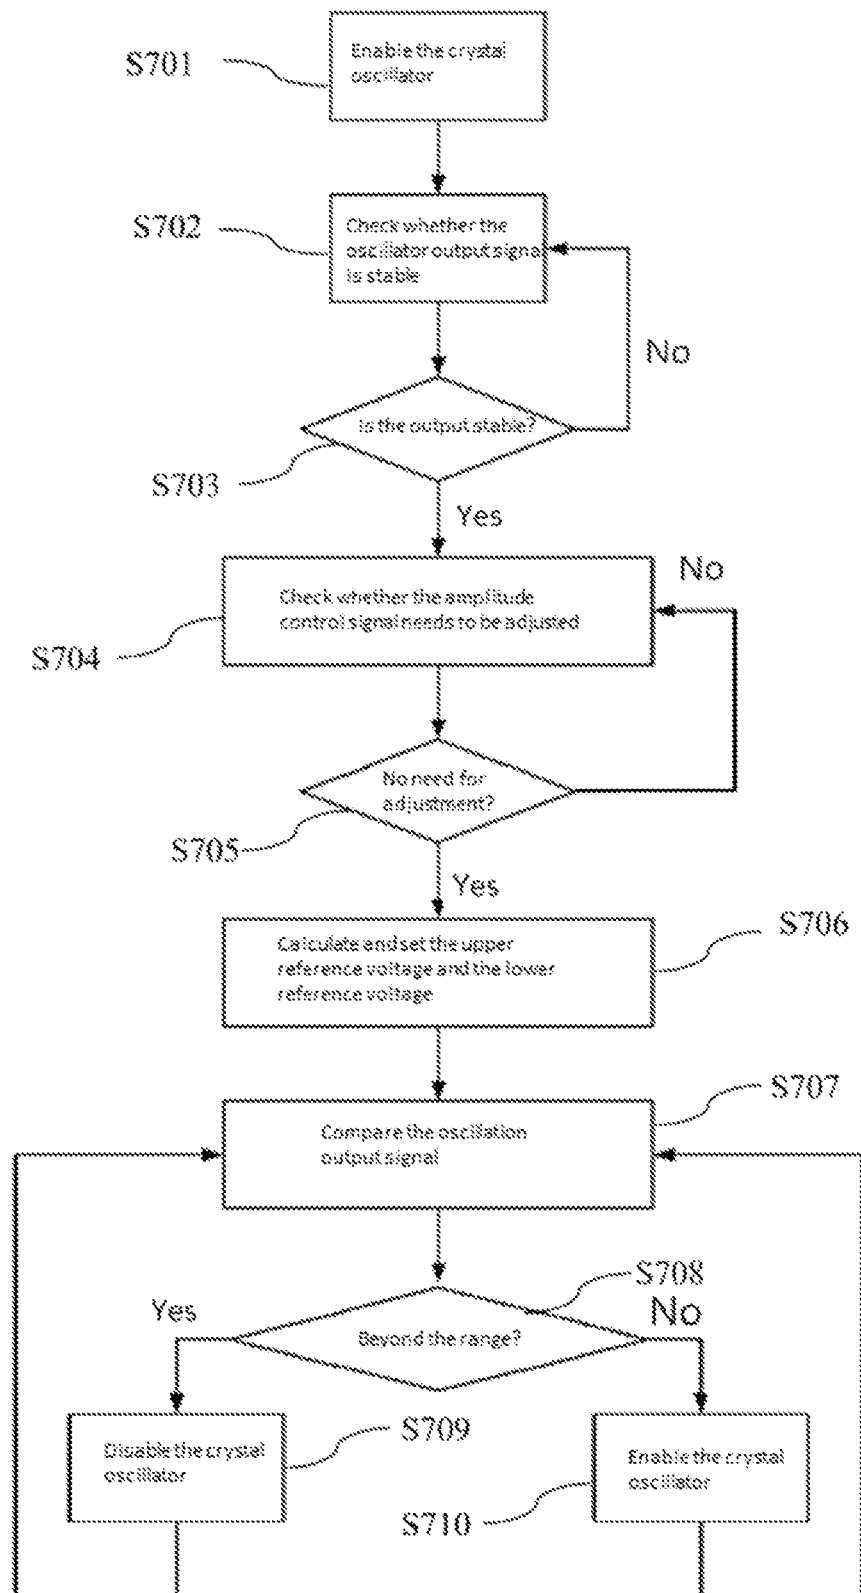 S701
Enable the crystal
oscillator
S702
Check whether the
oscillator output signal
is stable
No
Is the output stable?
S703
Yes
No
Check whether the amplitude
control signal needs to be adjusted
S704
No need for
adjustment?
S705
Yes
S706
Calculate and set the upper
reference voltage and the lower
reference voltage
S707
Compare the oscillation
output signal
S708
Yes
No
Beyond the range?
Disable the crystal
oscillator
S709
Enable the crystal
oscillator
S710